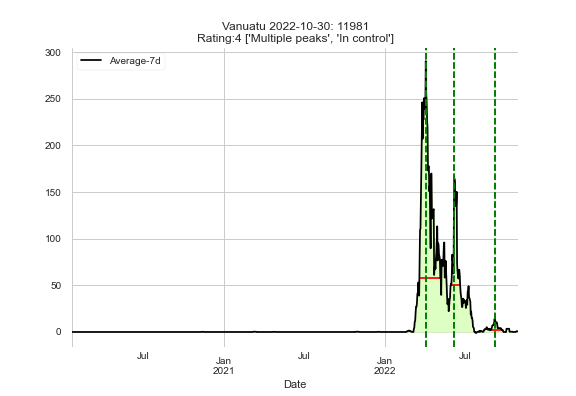 Vanuatu 2022-10-30: 11981
Rating:4 ['Multiple peaks', 'In control']
Average-7d
300
250
200
150
100
50
0
Jul
Jan
2021
Jul
Jan
2022
Jul
Date